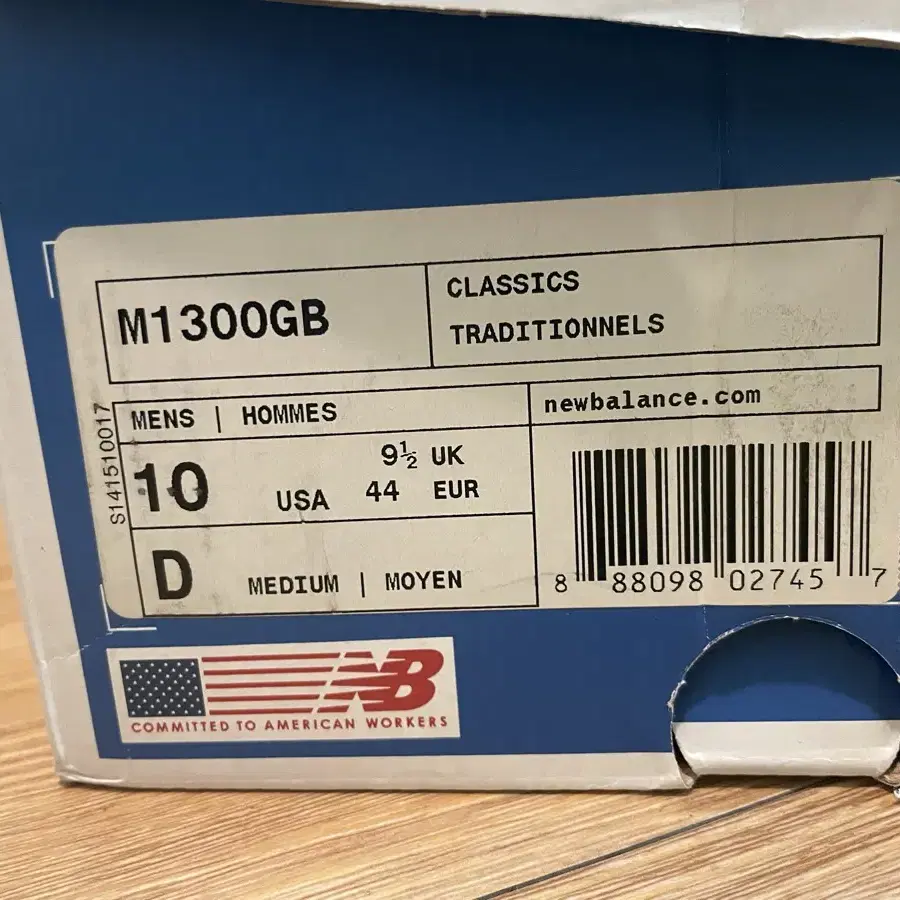 M1300GB
CLASSICS
TRADITIONNELS
MENS | HOMMES
newbalance.com
S141510017
10 USA
9½ UK
44 EUR
D MEDIUM | MOYEN
8 88098 02745 7
NB
COMMITTED TO AMERICAN WORKERS